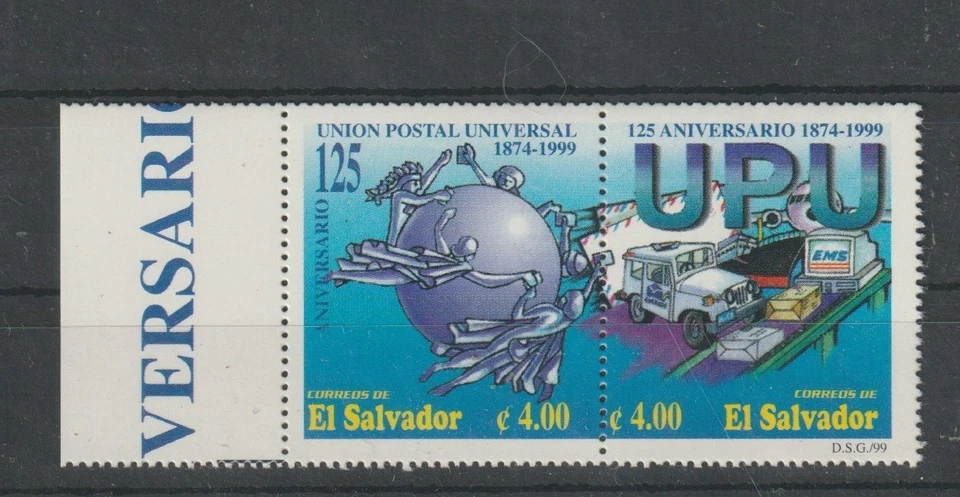 VERSARIO
UNION POSTAL UNIVERSAL
1874-1999
125
ANIVERSARIO
CORREOS DE
El Salvador ¢ 4.00
125 ANIVERSARIO 1874-1999
UPU
EMS
CORREOS DE
¢ 4.00 El Salvador
D.S.G./99